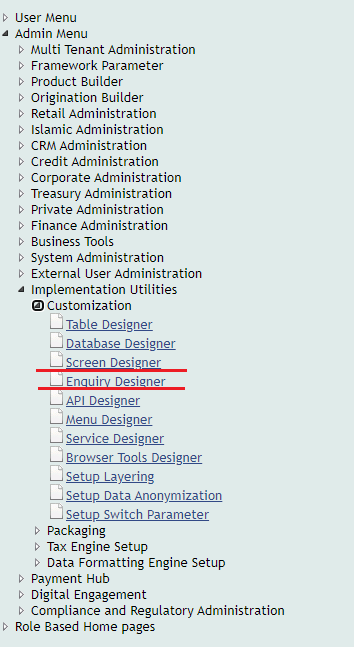 User Menu
Admin Menu
Multi Tenant Administration
Framework Parameter
Product Builder
Origination Builder
Retail Administration
Islamic Administration
CRM Administration
Credit Administration
Corporate Administration
Treasury Administration
Private Administration
Finance Administration
Business Tools
System Administration
External User Administration
Implementation Utilities
Customization
Table Designer
Database Designer
Screen Designer
Enquiry Designer
API Designer
Menu Designer
Service Designer
Browser Tools Designer
Setup Layering
Setup Data Anonymization
Setup Switch Parameter
Packaging
Tax Engine Setup
Data Formatting Engine Setup
Payment Hub
Digital Engagement
Compliance and Regulatory Administration
Role Based Home pages